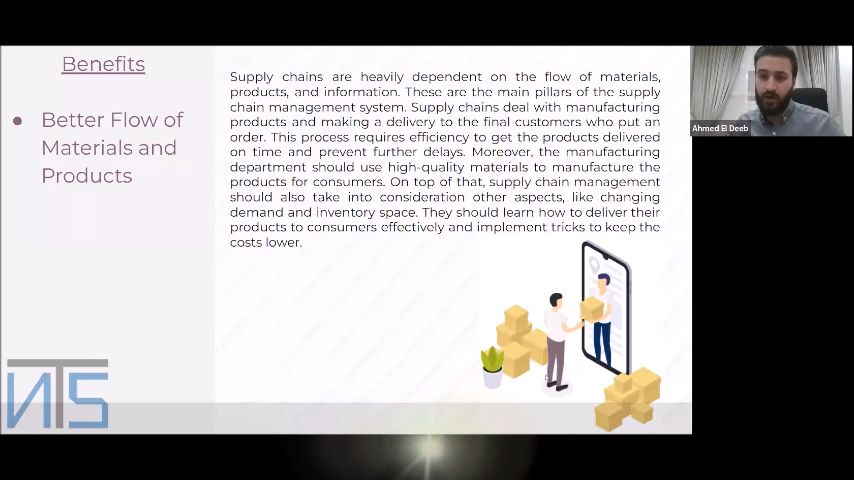 Benefits
● Better Flow of
Materials and
Products
Supply chains are heavily dependent on the flow of materials,
products, and information. These are the main pillars of the supply
chain management system. Supply chains deal with manufacturing
products and making a delivery to the final customers who put an
order. This process requires efficiency to get the products delivered
on time and prevent further delays. Moreover, the manufacturing
department should use high-quality materials to manufacture the
products for consumers. On top of that, supply chain management
should also take into consideration other aspects, like changing
demand and inventory space. They should learn how to deliver their
products to consumers effectively and implement tricks to keep the
costs lower.
Ahmed El Deeb
NTS